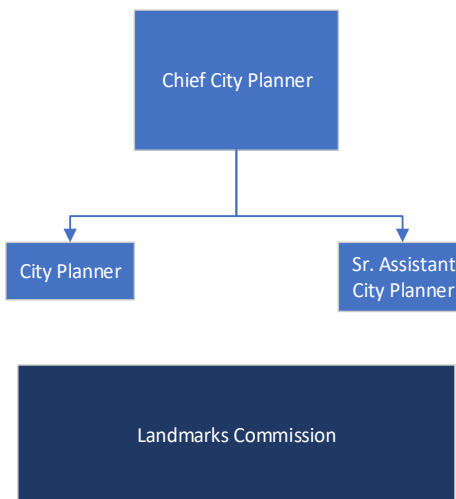 Chief City Planner
City Planner
Sr. Assistant
City Planner
Landmarks Commission